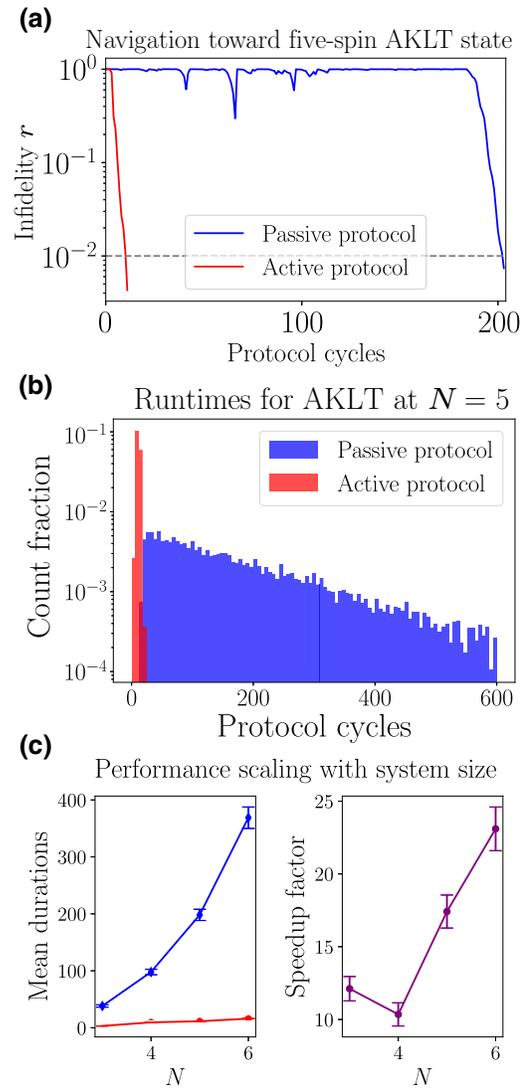 (a)
Navigation toward five-spin AKLT state
Infidelity r
10^0
10^{-1}
10^{-2}
Passive protocol
Active protocol
0
100
200
Protocol cycles
(b)
Runtimes for AKLT at N = 5
Count fraction
10^{-1}
10^{-2}
10^{-3}
10^{-4}
Passive protocol
Active protocol
0
200
400
600
Protocol cycles
(c)
Performance scaling with system size
Mean durations
400
300
200
100
0
4
6
N
Speedup factor
25
20
15
10
4
6
N